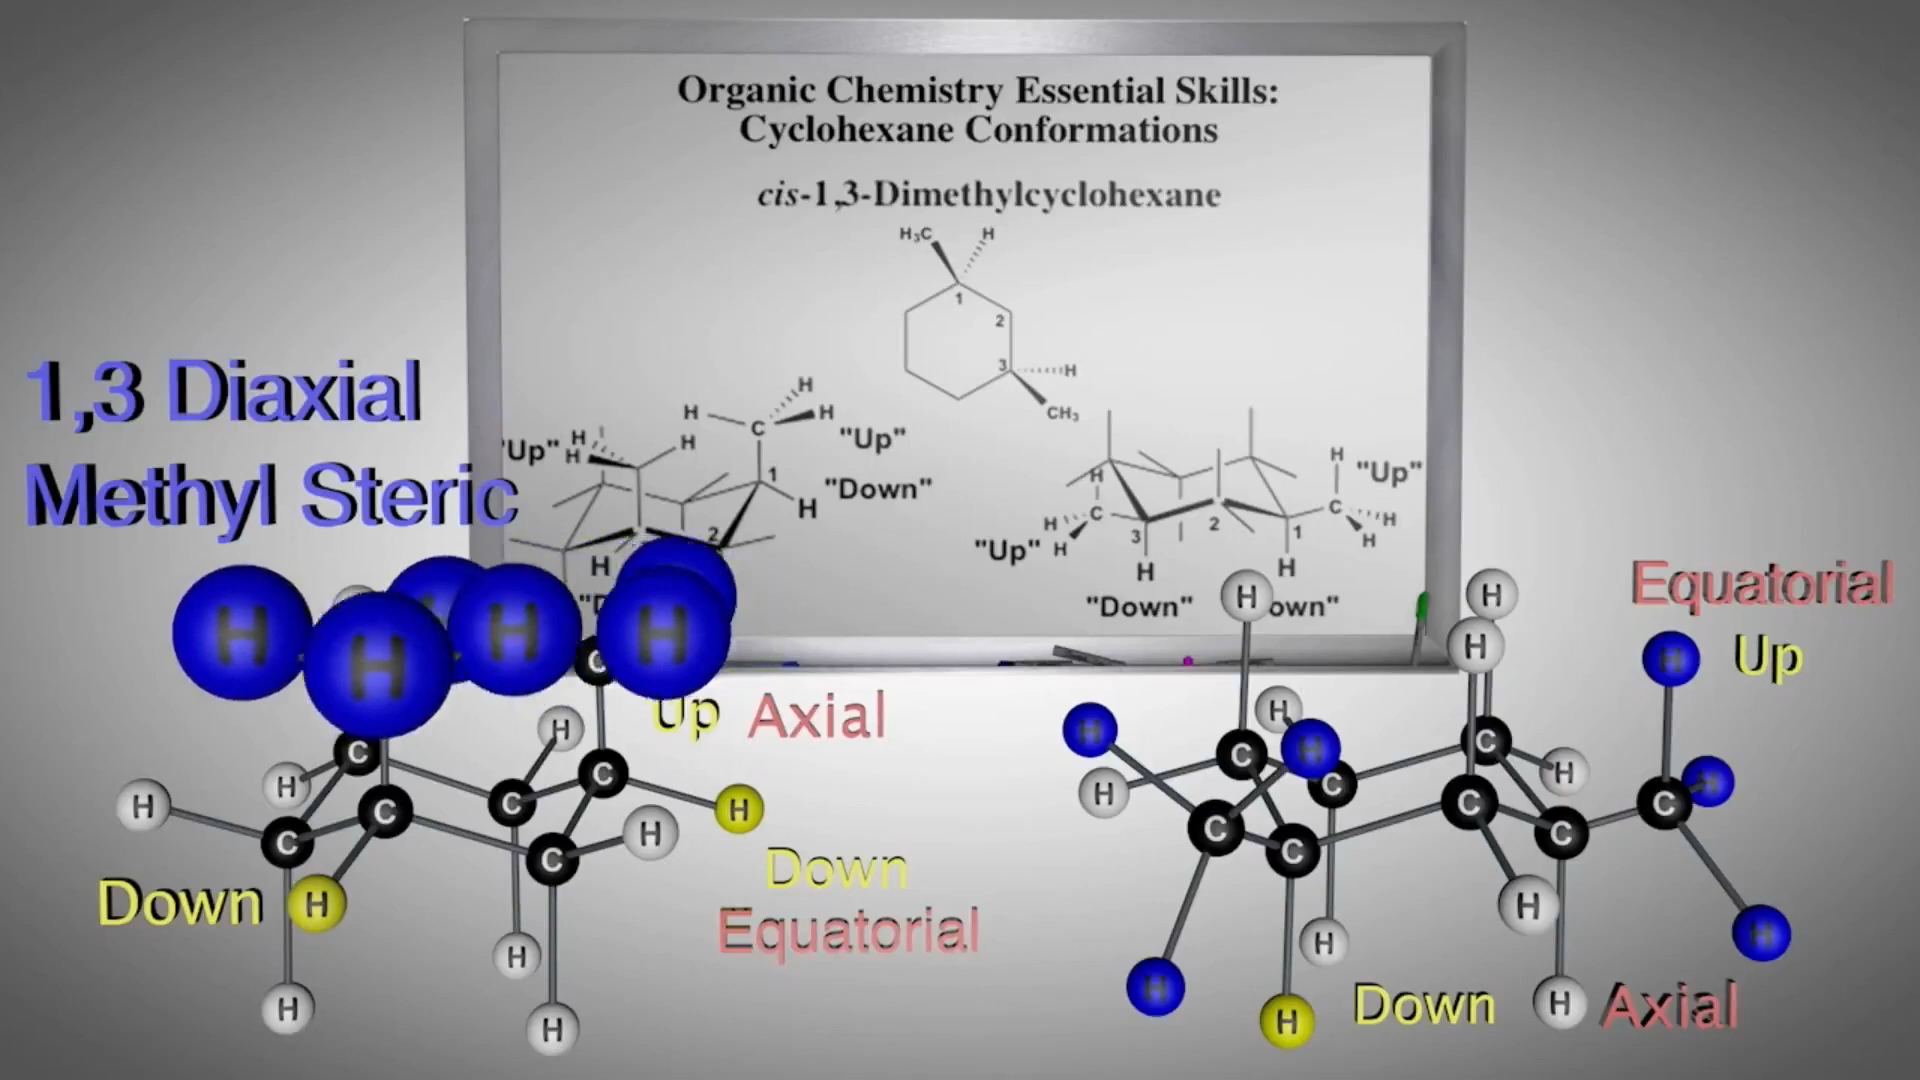 Organic Chemistry Essential Skills:
Cyclohexane Conformations
cis-1,3-Dimethylcyclohexane
H₃C H
1
2
3 H
CH₃
1,3 Diaxial
Methyl Steric
H
H C H
"Up" H H "Up"
H
1 "Down"
H
2
H
H "Up"
H C
H C H
"Up" H 3 2 1 H
H H
"Down" own"
H H H H
C
Up Axial
H
H C C C H
H C C H
C
Down H Down
Equatorial
H
H H
H H H
Equatorial
H Up
H H H
C C H
H C C C H
C C C
H
H H
H Down H Axial
H